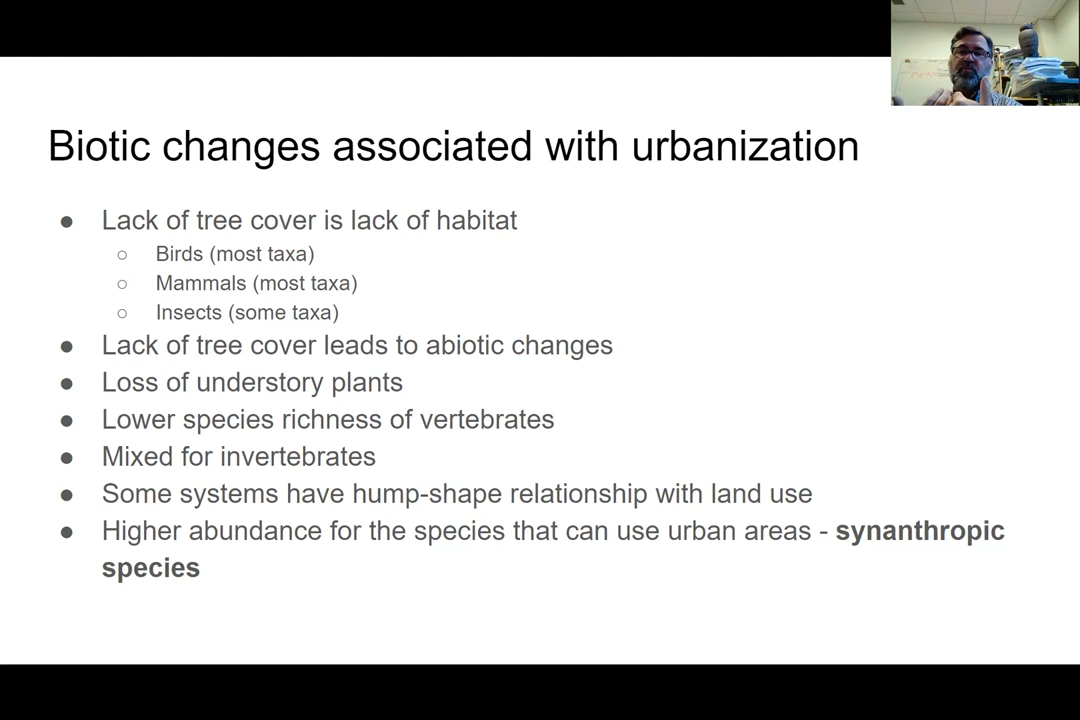 Biotic changes associated with urbanization
● Lack of tree cover is lack of habitat
○ Birds (most taxa)
○ Mammals (most taxa)
○ Insects (some taxa)
● Lack of tree cover leads to abiotic changes
● Loss of understory plants
● Lower species richness of vertebrates
● Mixed for invertebrates
● Some systems have hump-shape relationship with land use
● Higher abundance for the species that can use urban areas - synanthropic
species